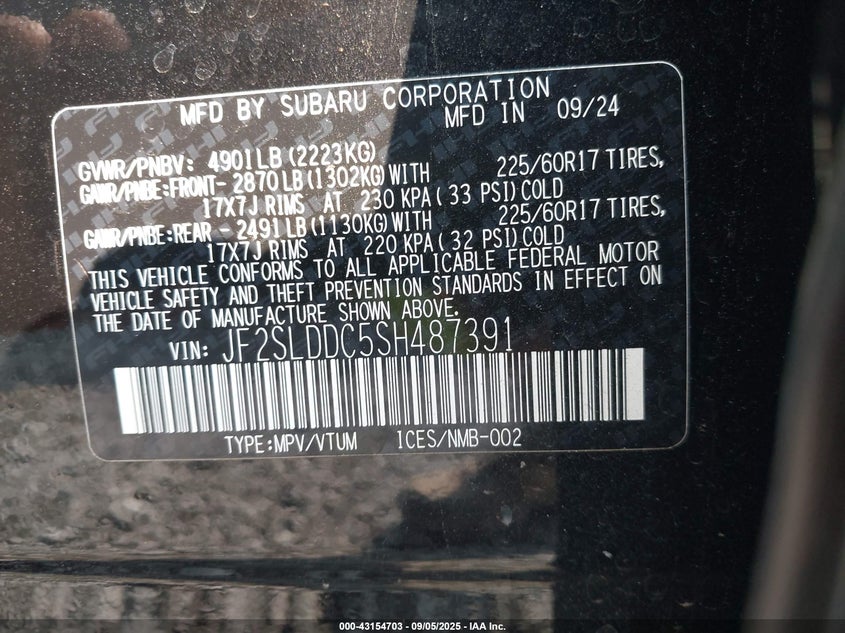 MFD BY SUBARU CORPORATION
MFD IN 09/24
GVWR/PNBV: 4901LB(2223KG)
GAWR/PNBE:FRONT-2870LB(1302KG)WITH 225/60R17 TIRES,
17X7J RIMS AT 230 KPA(33 PSI)COLD
GAWR/PNBE:REAR -2491LB(1130KG)WITH 225/60R17 TIRES,
17X7J RIMS AT 220 KPA(32 PSI)COLD
THIS VEHICLE CONFORMS TO ALL APPLICABLE FEDERAL MOTOR
VEHICLE SAFETY AND THEFT PREVENTION STANDARDS IN EFFECT ON
THE DATE OF MANUFACTURE SHOWN ABOVE.
VIN: JF2SLDDC5SH487391
TYPE:MPV/VTUM ICES/NMB-002
000-43154703 - 09/05/2025 - IAA Inc.